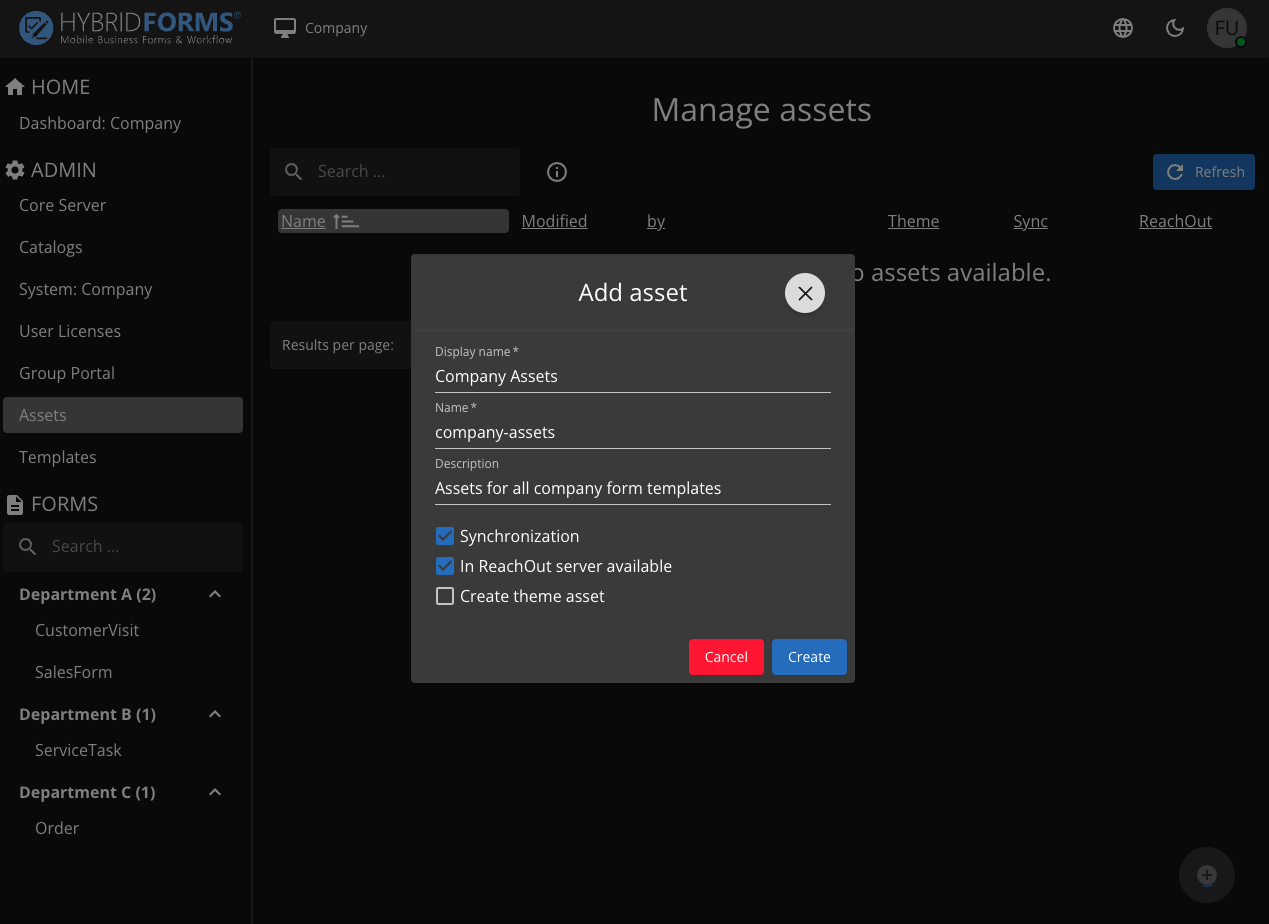 HYBRIDFORMS®
Mobile Business Forms & Workflow
Company
FU
HOME
Dashboard: Company
ADMIN
Core Server
Catalogs
System: Company
User Licenses
Group Portal
Assets
Templates
FORMS
Search ...
Department A (2)
CustomerVisit
SalesForm
Department B (1)
ServiceTask
Department C (1)
Order
Manage assets
Search ...
Refresh
Name Modified by Theme Sync ReachOut
assets available.
Results per page:
Add asset
Display name *
Company Assets
Name *
company-assets
Description
Assets for all company form templates
Synchronization
In ReachOut server available
Create theme asset
Cancel Create